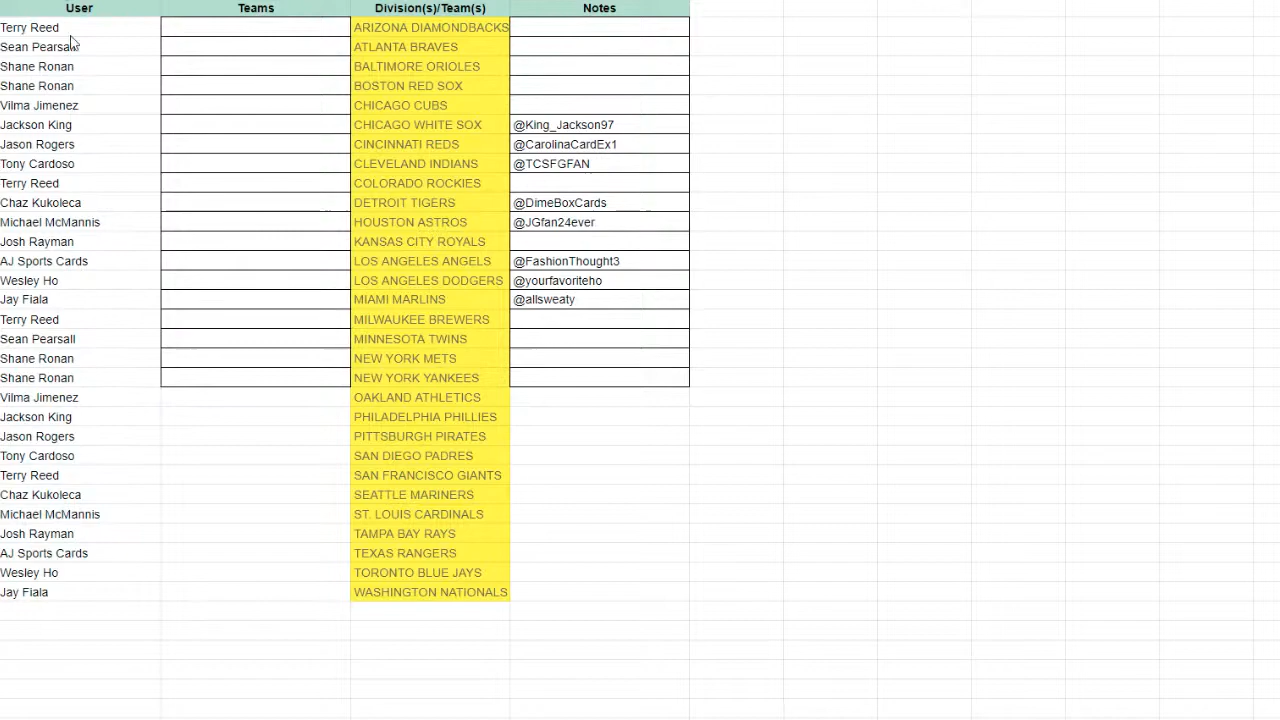 User Teams Division(s)/Team(s) Notes
Terry Reed ARIZONA DIAMONDBACKS
Sean Pearsall ATLANTA BRAVES
Shane Ronan BALTIMORE ORIOLES
Shane Ronan BOSTON RED SOX
Vilma Jimenez CHICAGO CUBS
Jackson King CHICAGO WHITE SOX @King_Jackson97
Jason Rogers CINCINNATI REDS @CarolinaCardEx1
Tony Cardoso CLEVELAND INDIANS @TCSFGFAN
Terry Reed COLORADO ROCKIES
Chaz Kukoleca DETROIT TIGERS @DimeBoxCards
Michael McMannis HOUSTON ASTROS @JGfan24ever
Josh Rayman KANSAS CITY ROYALS
AJ Sports Cards LOS ANGELES ANGELS @FashionThought3
Wesley Ho LOS ANGELES DODGERS @yourfavoriteho
Jay Fiala MIAMI MARLINS @allsweaty
Terry Reed MILWAUKEE BREWERS
Sean Pearsall MINNESOTA TWINS
Shane Ronan NEW YORK METS
Shane Ronan NEW YORK YANKEES
Vilma Jimenez OAKLAND ATHLETICS
Jackson King PHILADELPHIA PHILLIES
Jason Rogers PITTSBURGH PIRATES
Tony Cardoso SAN DIEGO PADRES
Terry Reed SAN FRANCISCO GIANTS
Chaz Kukoleca SEATTLE MARINERS
Michael McMannis ST. LOUIS CARDINALS
Josh Rayman TAMPA BAY RAYS
AJ Sports Cards TEXAS RANGERS
Wesley Ho TORONTO BLUE JAYS
Jay Fiala WASHINGTON NATIONALS